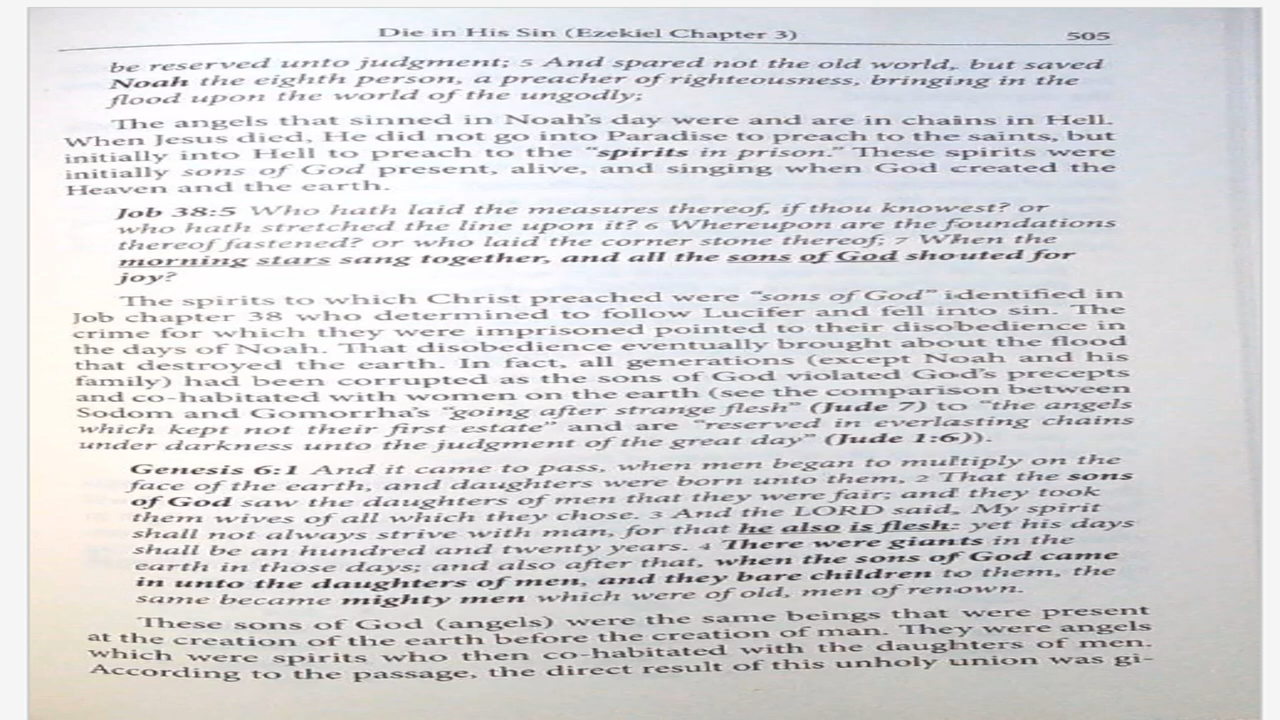 Die in His Sin (Ezekiel Chapter 3) 505
be reserved unto judgment; 5 And spared not the old world, but saved
Noah the eighth person, a preacher of righteousness, bringing in the
flood upon the world of the ungodly;
The angels that sinned in Noah's day were and are in chains in Hell.
When Jesus died, He did not go into Paradise to preach to the saints, but
initially into Hell to preach to the "spirits in prison." These spirits were
initially sons of God present, alive, and singing when God created the
Heaven and the earth.
Job 38:5 Who hath laid the measures thereof, if thou knowest? or
who hath stretched the line upon it? 6 Whereupon are the foundations
thereof fastened? or who laid the corner stone thereof; 7 When the
morning stars sang together, and all the sons of God shouted for
joy?
The spirits to which Christ preached were "sons of God" identified in
Job chapter 38 who determined to follow Lucifer and fell into sin. The
crime for which they were imprisoned pointed to their disobedience in
the days of Noah. That disobedience eventually brought about the flood
that destroyed the earth. In fact, all generations (except Noah and his
family) had been corrupted as the sons of God violated God's precepts
and co-habitated with women on the earth (see the comparison between
Sodom and Gomorrha's "going after strange flesh" (Jude 7) to "the angels
which kept not their first estate" and are "reserved in everlasting chains
under darkness unto the judgment of the great day" (Jude 1:6)).
Genesis 6:1 And it came to pass, when men began to multiply on the
face of the earth, and daughters were born unto them, 2 That the sons
of God saw the daughters of men that they were fair; and they took
them wives of all which they chose. 3 And the LORD said, My spirit
shall not always strive with man, for that he also is flesh: yet his days
shall be an hundred and twenty years. 4 There were giants in the
earth in those days; and also after that, when the sons of God came
in unto the daughters of men, and they bare children to them, the
same became mighty men which were of old, men of renown.
These sons of God (angels) were the same beings that were present
at the creation of the earth before the creation of man. They were angels
which were spirits who then co-habitated with the daughters of men.
According to the passage, the direct result of this unholy union was gi-